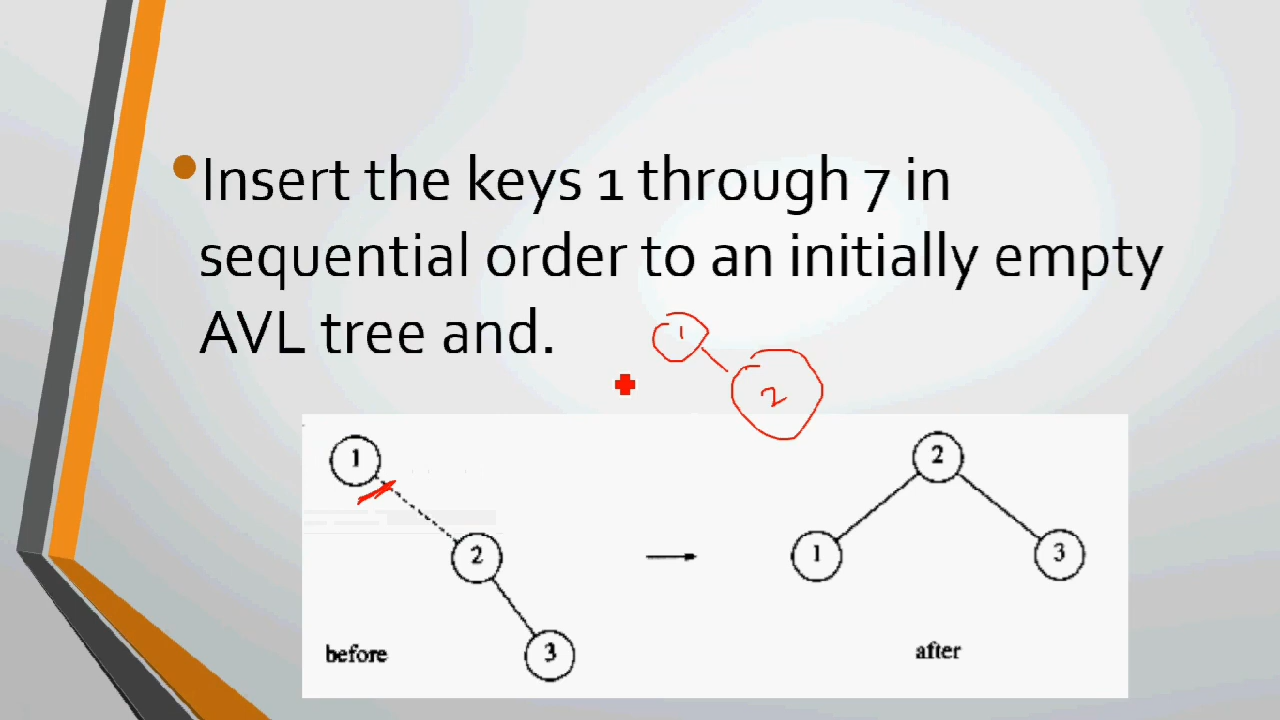 Insert the keys 1 through 7 in
sequential order to an initially empty
AVL tree and.
1
2
1
2
3
before
2
1
3
after